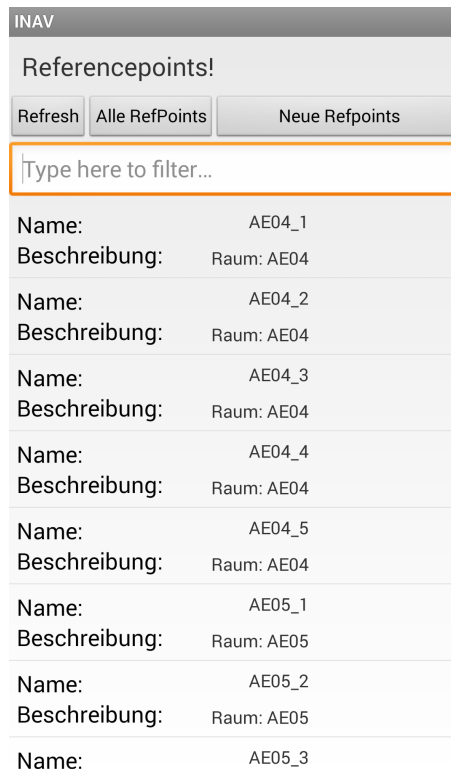 INAV
Referencepoints!
Refresh Alle RefPoints Neue Refpoints
Type here to filter...
Name: AE04_1
Beschreibung: Raum: AE04
Name: AE04_2
Beschreibung: Raum: AE04
Name: AE04_3
Beschreibung: Raum: AE04
Name: AE04_4
Beschreibung: Raum: AE04
Name: AE04_5
Beschreibung: Raum: AE04
Name: AE05_1
Beschreibung: Raum: AE05
Name: AE05_2
Beschreibung: Raum: AE05
Name: AE05_3